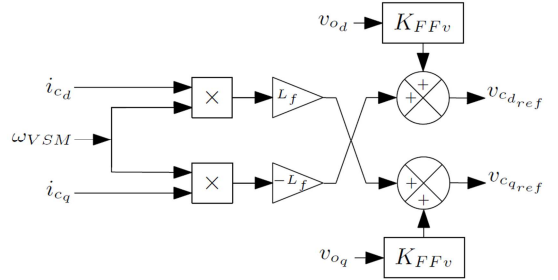 v_{o_d} K_{FFv}
i_{c_d} × L_f + + v_{c_{d_{ref}}}
ω_{VSM}
i_{c_q} × -L_f + + v_{c_{q_{ref}}}
v_{o_q} K_{FFv}